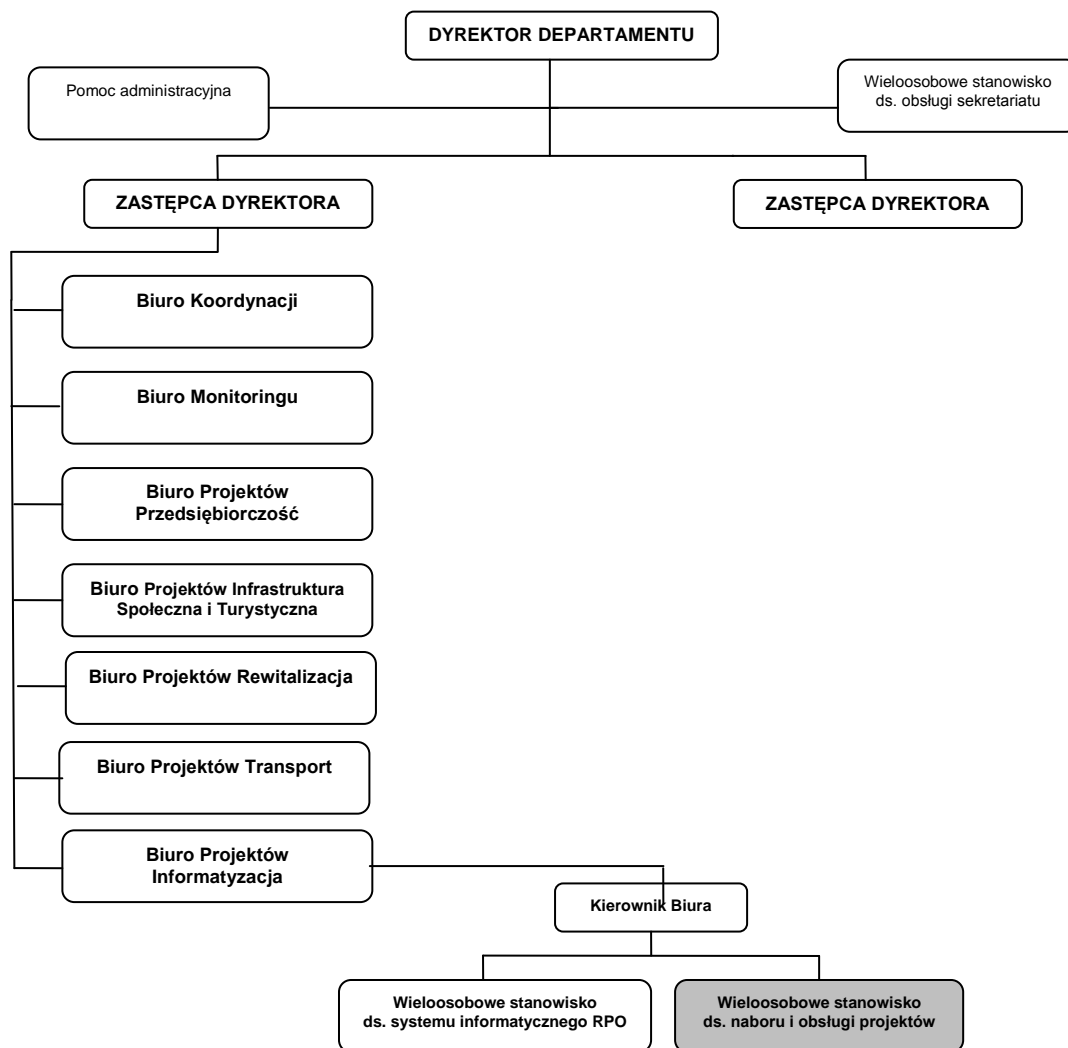 DYREKTOR DEPARTAMENTU
Pomoc administracyjna
Wieloosobowe stanowisko
ds. obsługi sekretariatu
ZASTĘPCA DYREKTORA
ZASTĘPCA DYREKTORA
Biuro Koordynacji
Biuro Monitoringu
Biuro Projektów
Przedsiębiorczość
Biuro Projektów Infrastruktura
Społeczna i Turystyczna
Biuro Projektów Rewitalizacja
Biuro Projektów Transport
Biuro Projektów
Informatyzacja
Kierownik Biura
Wieloosobowe stanowisko
ds. systemu informatycznego RPO
Wieloosobowe stanowisko
ds. naboru i obsługi projektów